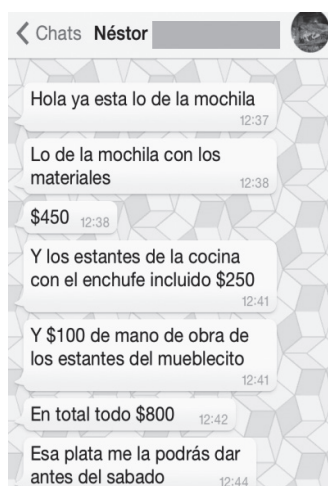 Chats Néstor
Hola ya esta lo de la mochila
12:37
Lo de la mochila con los
materiales
12:38
$450 12:38
Y los estantes de la cocina
con el enchufe incluido $250
12:41
Y $100 de mano de obra de
los estantes del mueblecito
12:41
En total todo $800 12:42
Esa plata me la podrás dar
antes del sabado 12:44